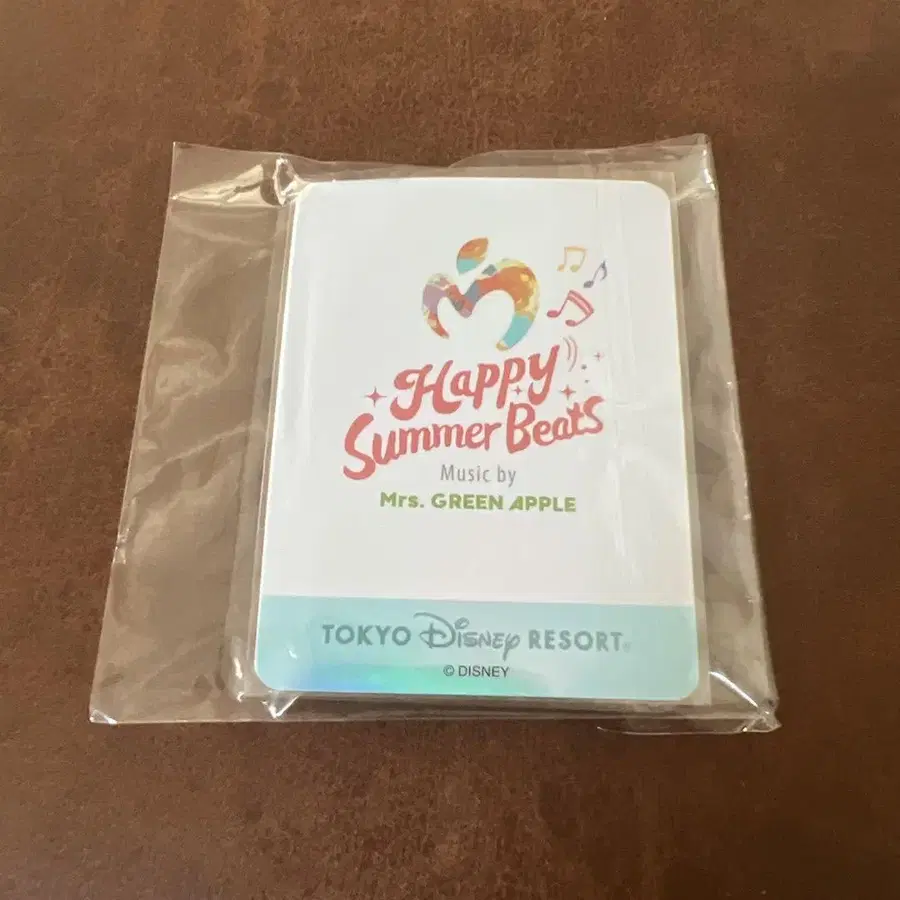 Happy
Summer Beats
Music by
Mrs. GREEN APPLE
TOKYO Disney RESORT®
© DISNEY